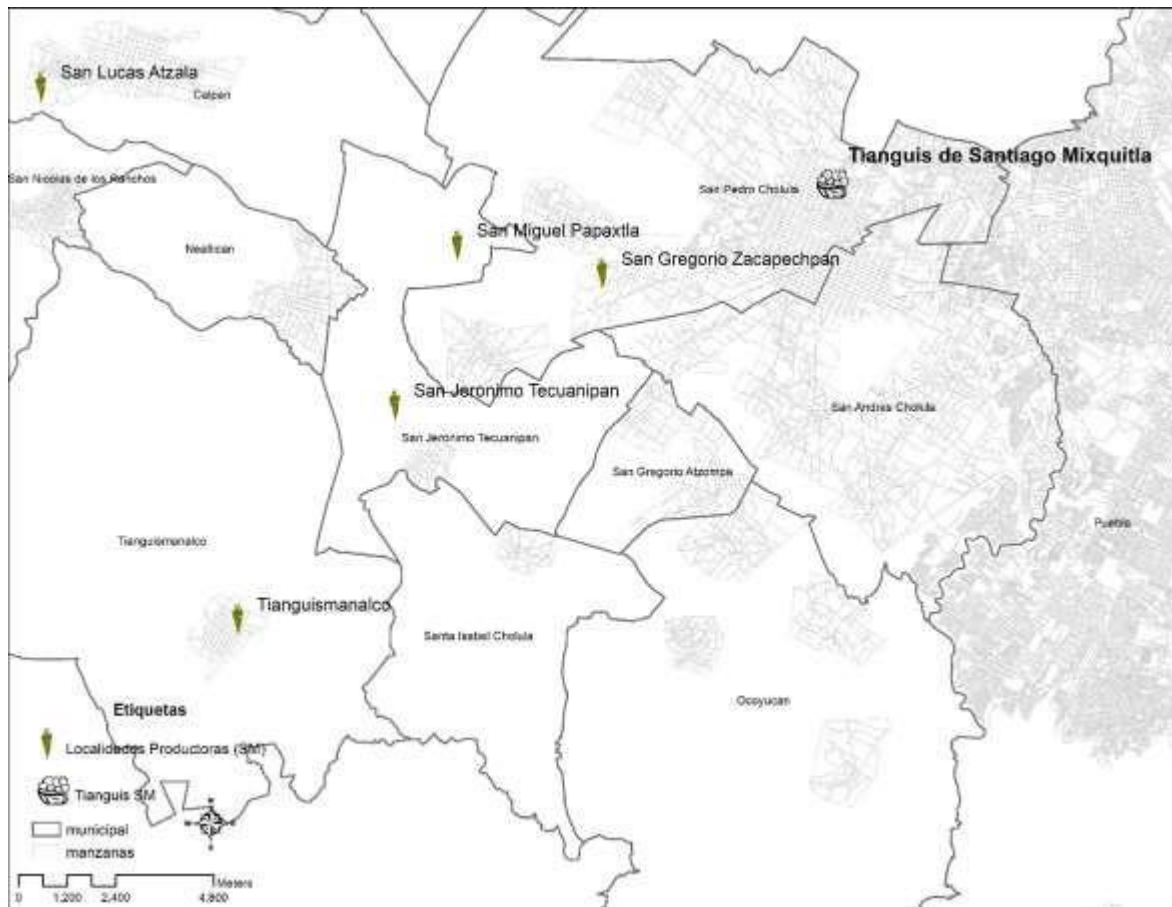 San Lucas Atzala
Calpan
Tianguis de Santiago Mixquitla
San Nicolas de los Ranchos
San Pedro Cholula
San Miguel Papaxtla
Nealtican
San Gregorio Zacapechpan
San Jeronimo Tecuanipan
San Andres Cholula
San Jeronimo Tecuanipan
San Gregorio Atzompa
Puebla
Tianguismanalco
Tianguismanalco
Santa Isabel Cholula
Ocoyucan
Etiquetas
Localidades Productoras (SM)
Tianguis SM
municipal
manzanas
Meters
0 1,200 2,400 4,800